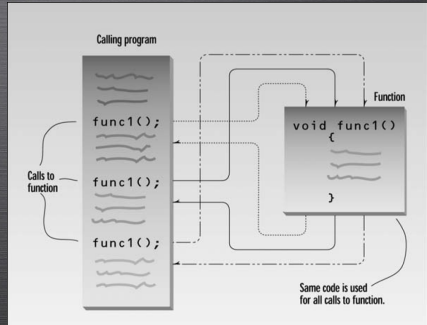 Calling program
func1();
func1();
func1();
Calls to
function
Function
void func1()
{
}
Same code is used
for all calls to function.